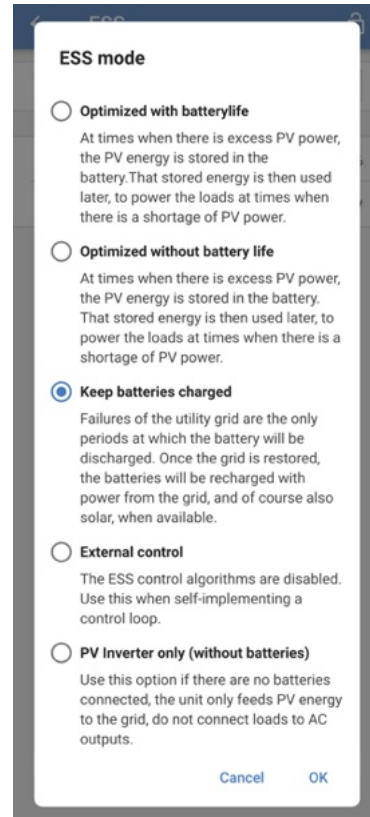 ESS
ESS mode
Optimized with batterylife
At times when there is excess PV power,
the PV energy is stored in the
battery.That stored energy is then used
later, to power the loads at times when
there is a shortage of PV power.
Optimized without battery life
At times when there is excess PV power,
the PV energy is stored in the battery.
That stored energy is then used later, to
power the loads at times when there is a
shortage of PV power.
Keep batteries charged
Failures of the utility grid are the only
periods at which the battery will be
discharged. Once the grid is restored,
the batteries will be recharged with
power from the grid, and of course also
solar, when available.
External control
The ESS control algorithms are disabled.
Use this when self-implementing a
control loop.
PV Inverter only (without batteries)
Use this option if there are no batteries
connected, the unit only feeds PV energy
to the grid, do not connect loads to AC
outputs.
Cancel OK